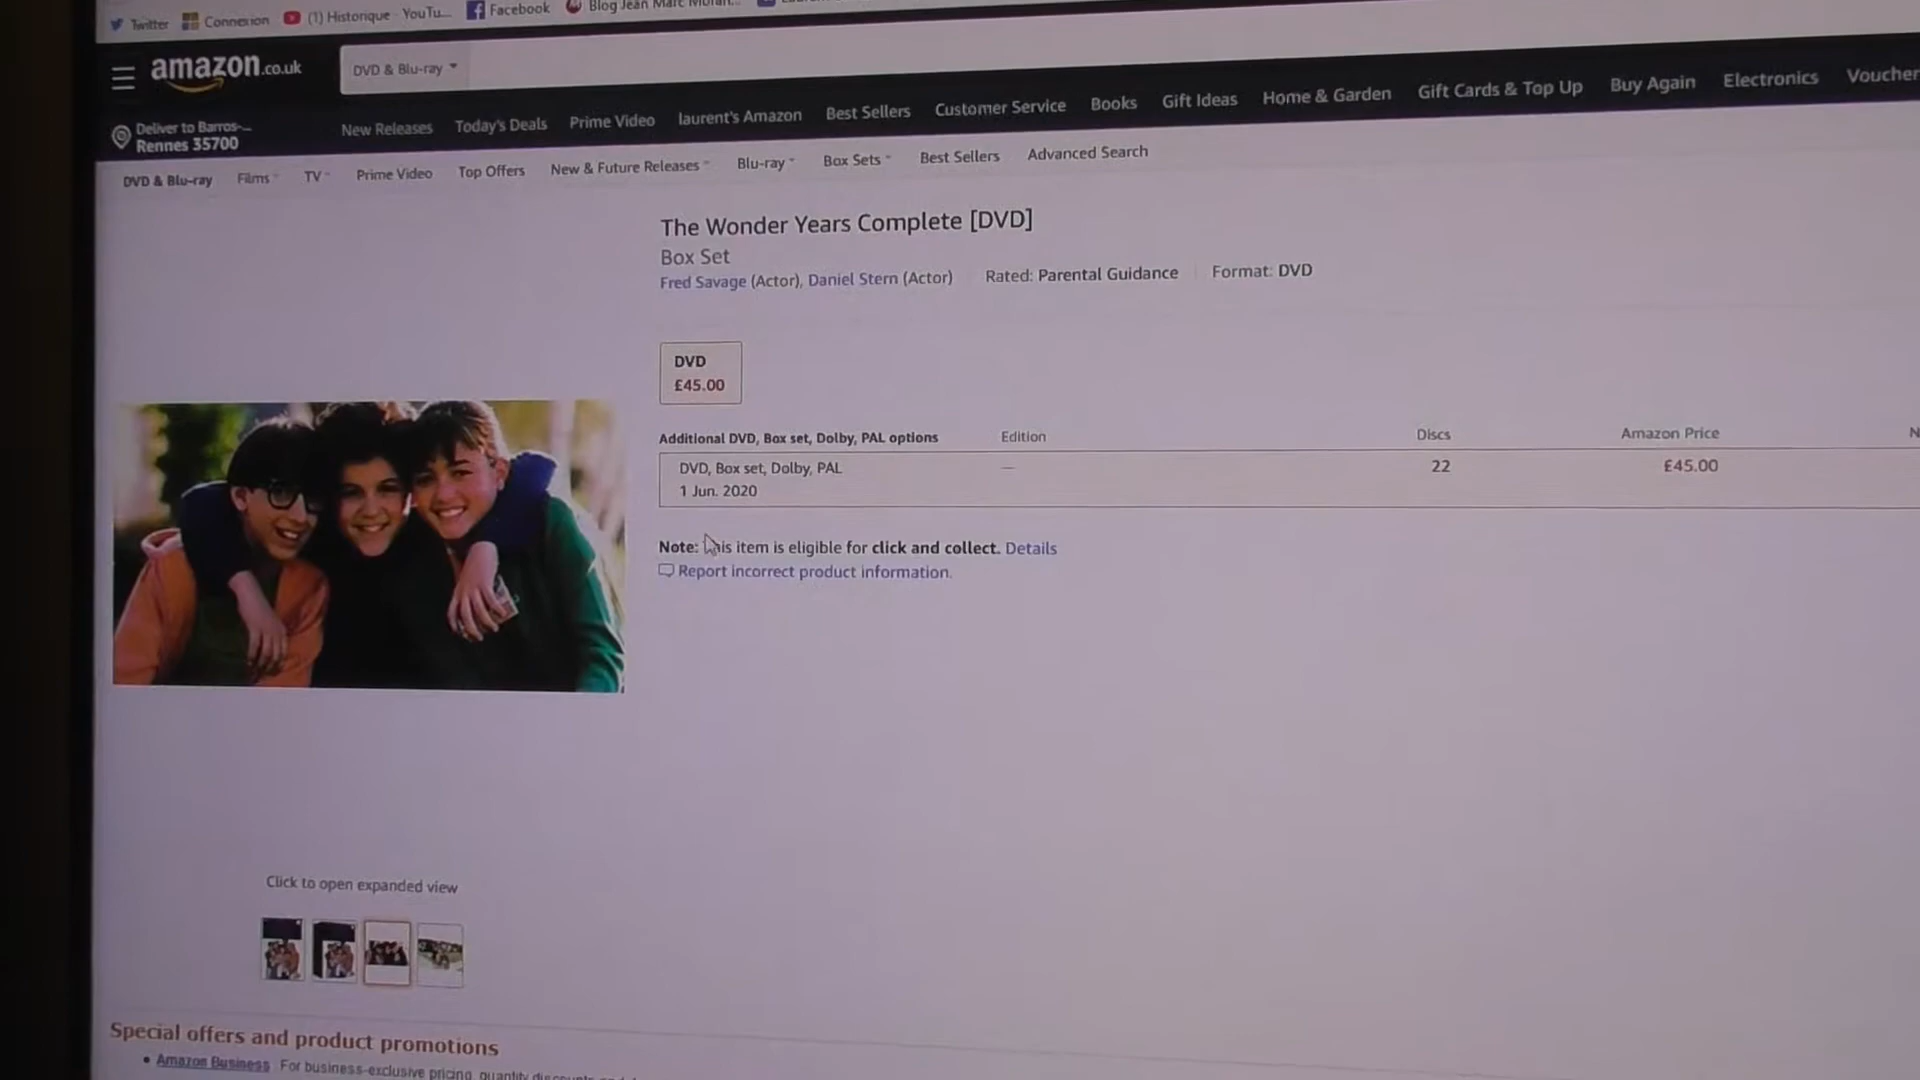 Twitter Connexion (1) Historique - YouTu... Facebook Blog Jean Marc
amazon.co.uk
DVD & Blu-ray
Deliver to Barros-...
Rennes 35700
New Releases Today's Deals Prime Video laurent's Amazon Best Sellers Customer Service Books Gift Ideas Home & Garden Gift Cards & Top Up Buy Again Electronics Voucher
DVD & Blu-ray Films TV Prime Video Top Offers New & Future Releases Blu-ray Box Sets Best Sellers Advanced Search
The Wonder Years Complete [DVD]
Box Set
Fred Savage (Actor), Daniel Stern (Actor) Rated: Parental Guidance Format: DVD
DVD
£45.00
Additional DVD, Box set, Dolby, PAL options Edition Discs Amazon Price N
DVD, Box set, Dolby, PAL — 22 £45.00
1 Jun. 2020
Note: This item is eligible for click and collect. Details
Report incorrect product information.
Click to open expanded view
Special offers and product promotions
• Amazon Business For business-exclusive pricing, quantity